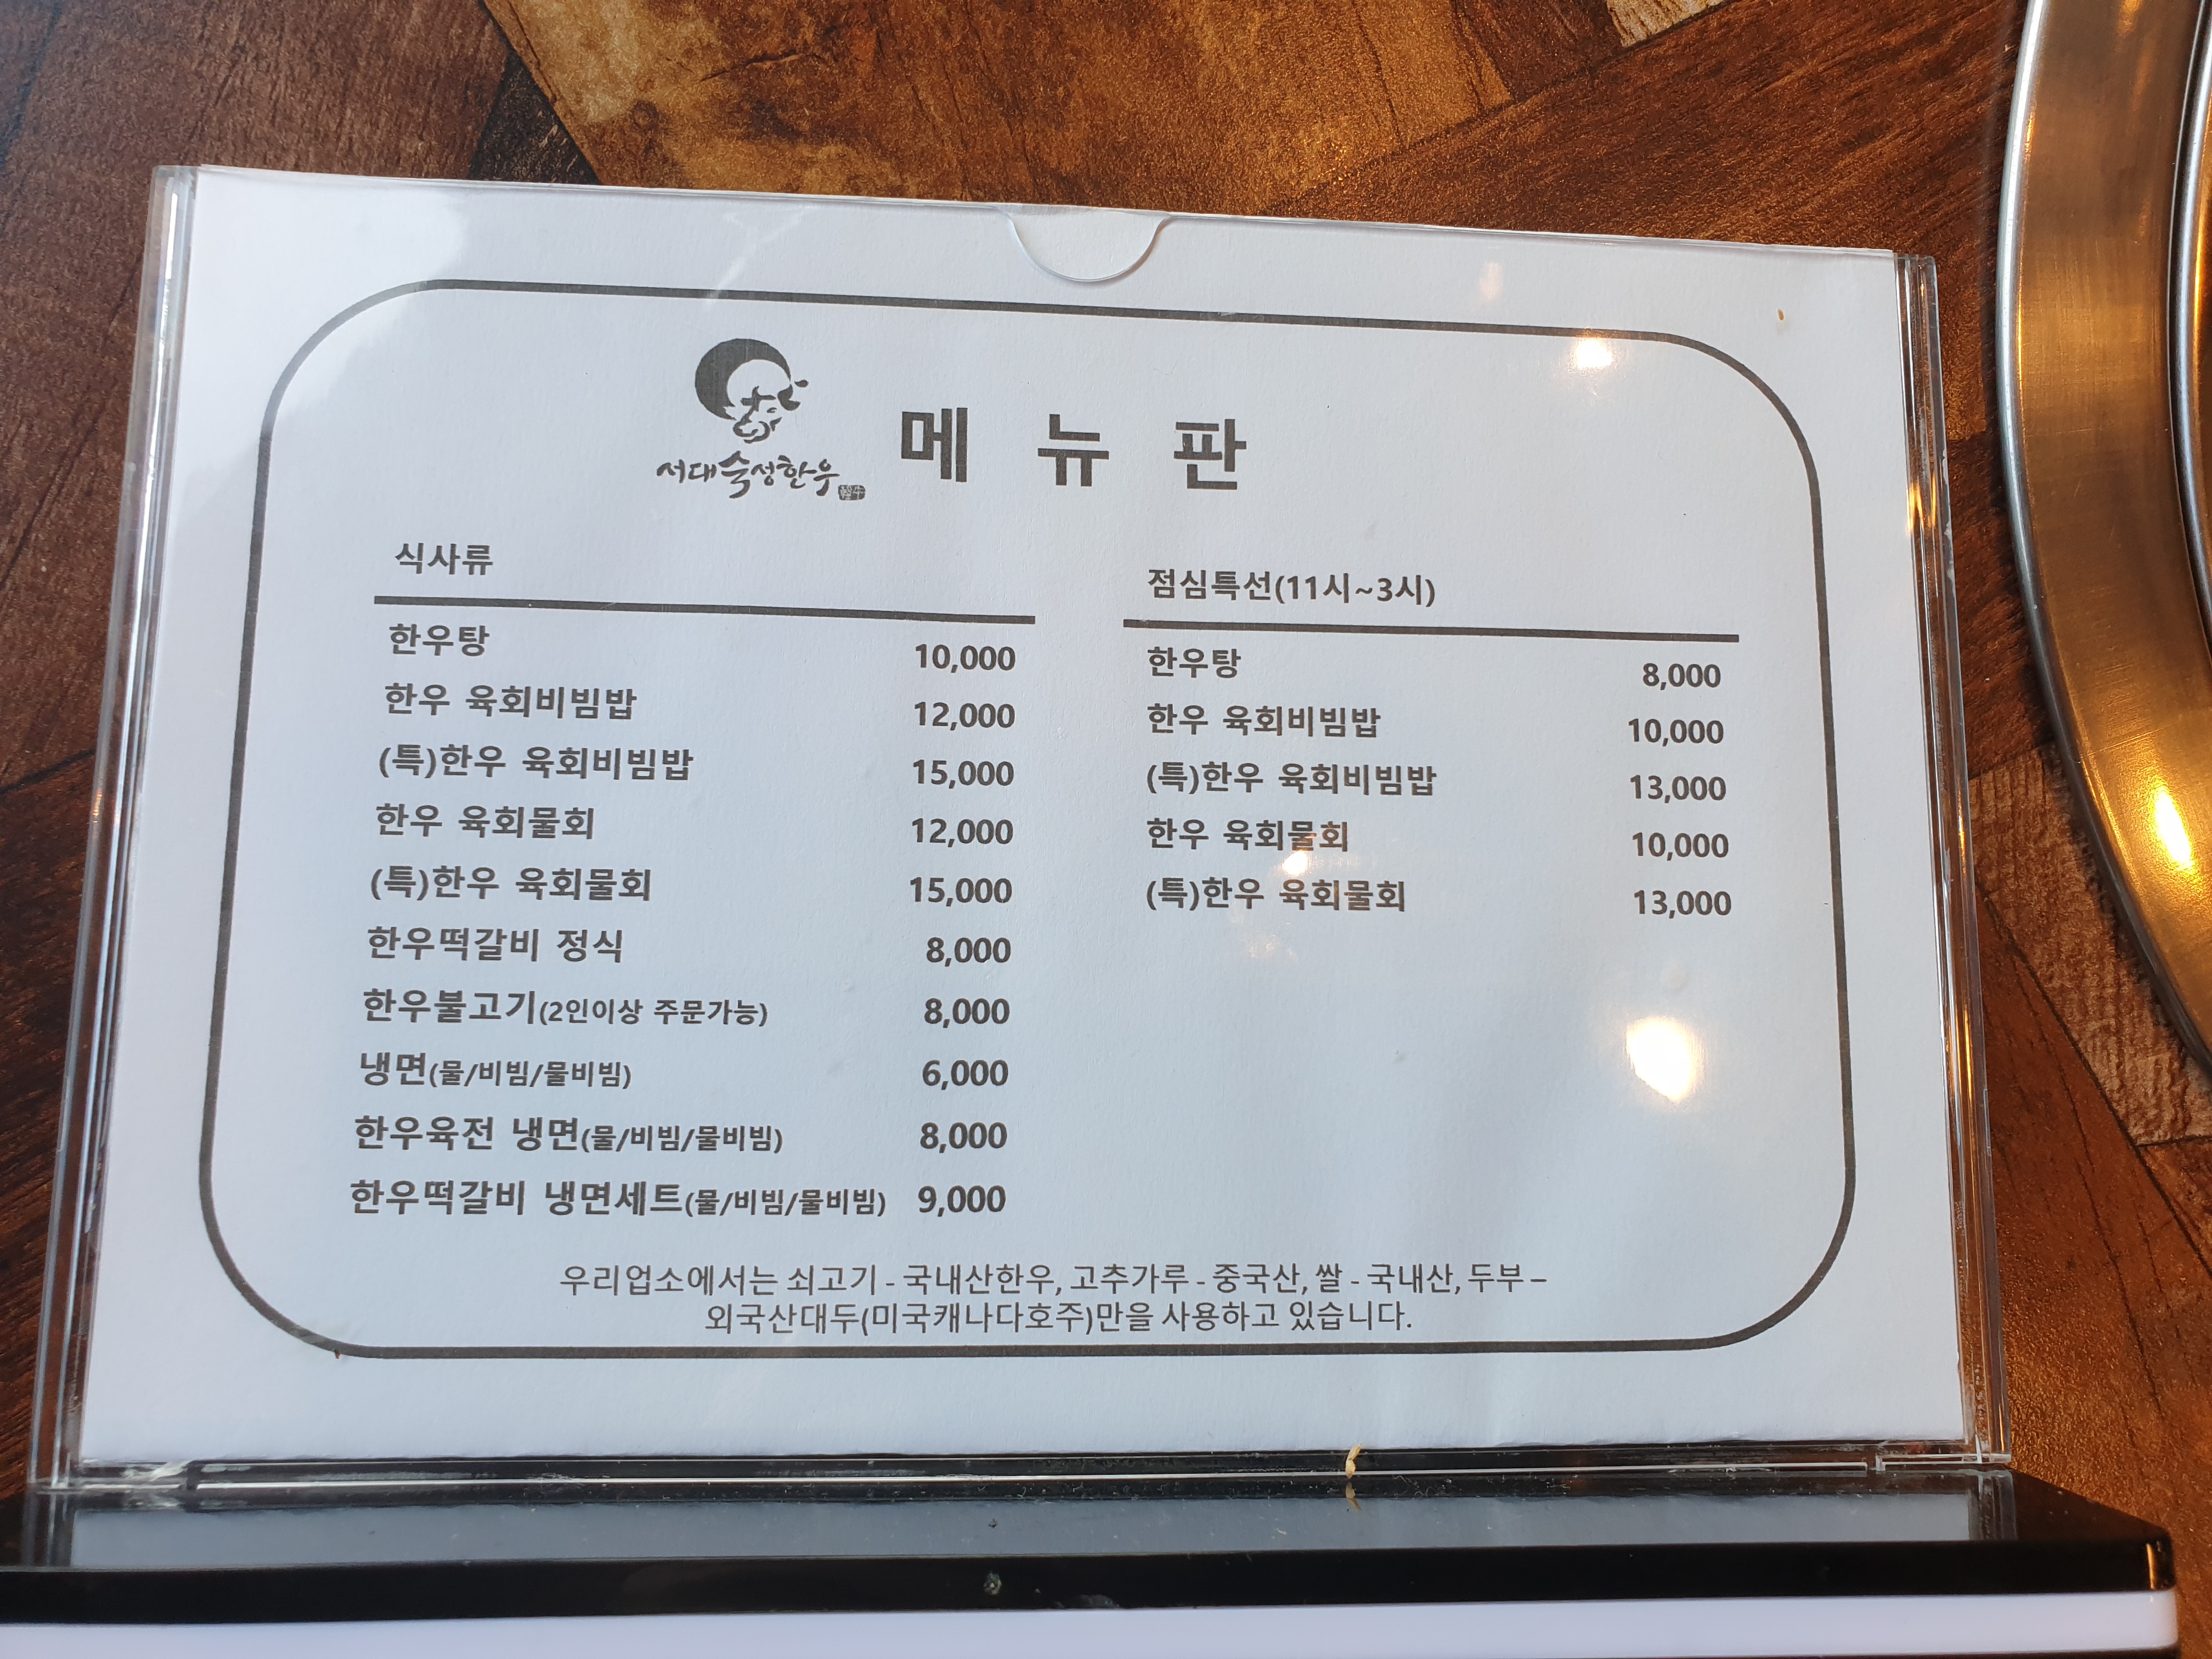 서대숙성한우
메뉴판
식사류
한우탕 10,000
한우 육회비빔밥 12,000
(특)한우 육회비빔밥 15,000
한우 육회물회 12,000
(특)한우 육회물회 15,000
한우떡갈비 정식 8,000
한우불고기(2인이상 주문가능) 8,000
냉면(물/비빔/물비빔) 6,000
한우육전 냉면(물/비빔/물비빔) 8,000
한우떡갈비 냉면세트(물/비빔/물비빔) 9,000
점심특선(11시~3시)
한우탕 8,000
한우 육회비빔밥 10,000
(특)한우 육회비빔밥 13,000
한우 육회물회 10,000
(특)한우 육회물회 13,000
우리업소에서는 쇠고기 - 국내산한우, 고추가루 - 중국산, 쌀 - 국내산, 두부 –
외국산대두(미국캐나다호주)만을 사용하고 있습니다.